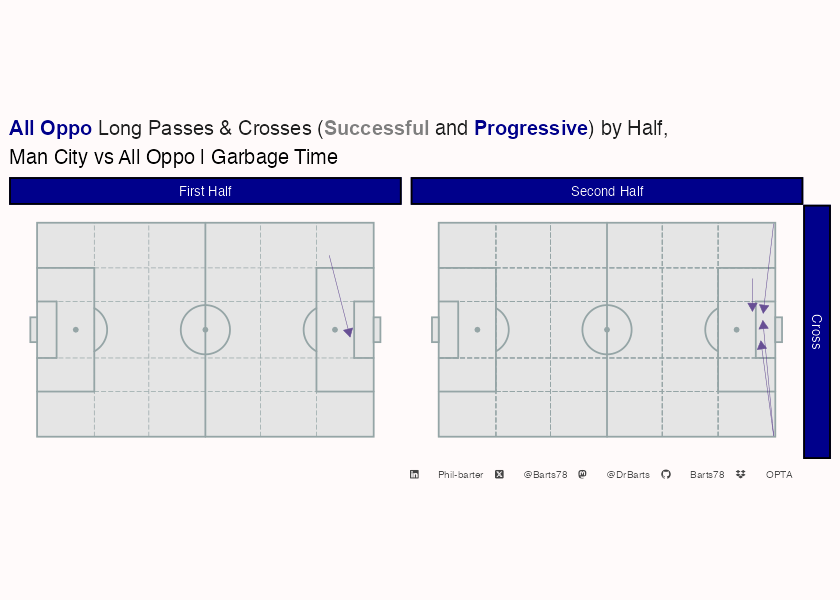 All Oppo Long Passes & Crosses (Successful and Progressive) by Half,
Man City vs All Oppo | Garbage Time
First Half
Second Half
Cross
Phil-barter @Barts78 @DrBarts Barts78 OPTA